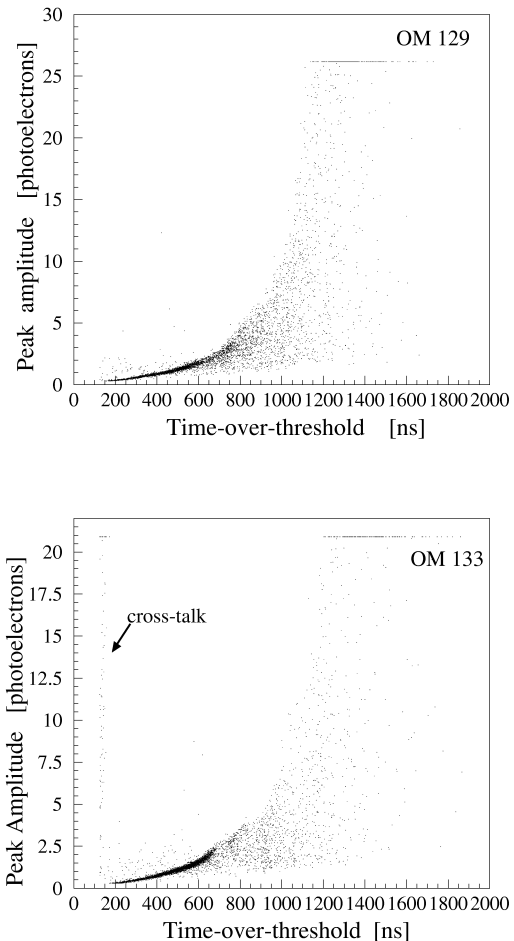 30
OM 129
25
20
15
10
5
0
0 200 400 600 800 1000 1200 1400 1600 1800 2000
Peak amplitude [photoelectrons]
Time-over-threshold [ns]
20
OM 133
17.5
cross-talk
15
12.5
10
7.5
5
2.5
0
0 200 400 600 800 1000 1200 1400 1600 1800 2000
Peak Amplitude [photoelectrons]
Time-over-threshold [ns]